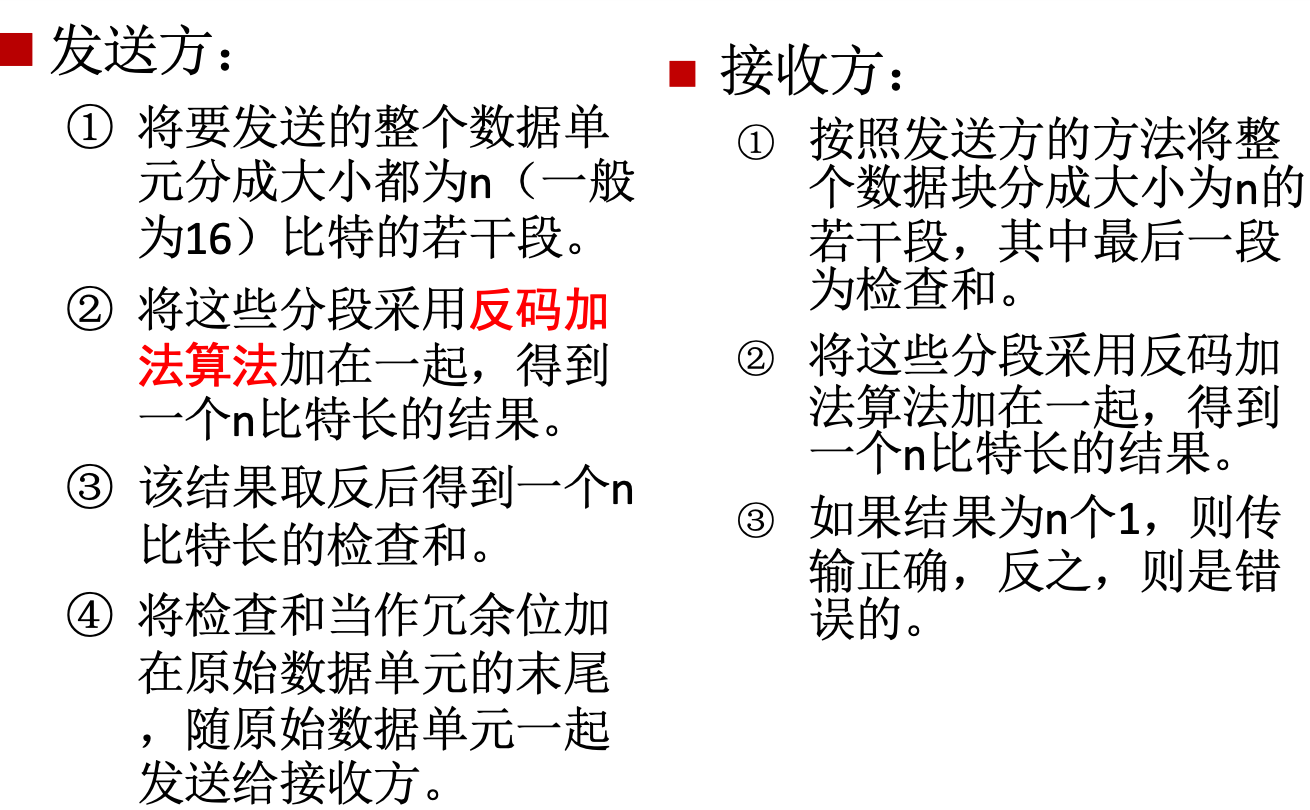 ■ 发送方：
① 将要发送的整个数据单
元分成大小都为n（一般
为16）比特的若干段。
② 将这些分段采用反码加
法算法加在一起，得到
一个n比特长的结果。
③ 该结果取反后得到一个n
比特长的检查和。
④ 将检查和当作冗余位加
在原始数据单元的末尾
，随原始数据单元一起
发送给接收方。
■ 接收方：
① 按照发送方的方法将整
个数据块分成大小为n的
若干段，其中最后一段
为检查和。
② 将这些分段采用反码加
法算法加在一起，得到
一个n比特长的结果。
③ 如果结果为n个1，则传
输正确，反之，则是错
误的。